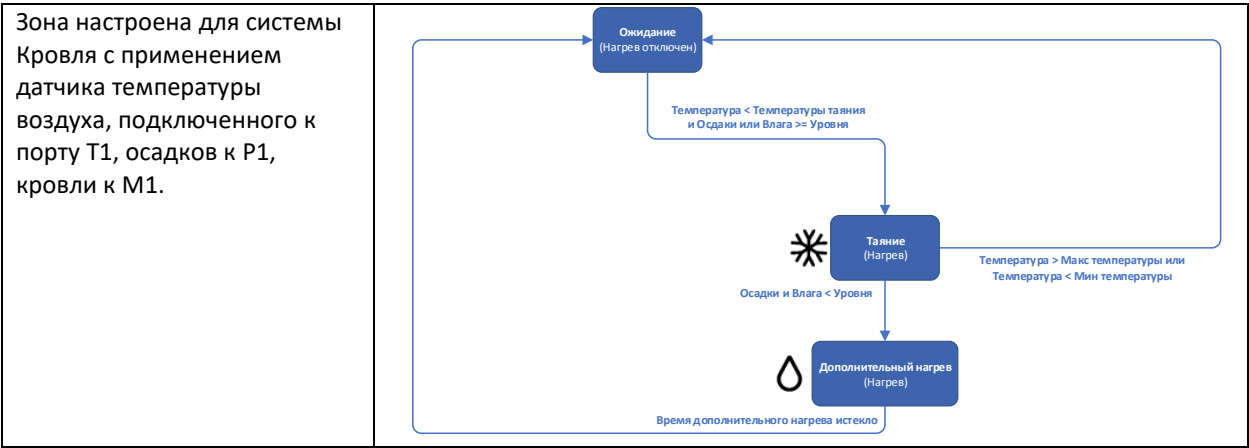 Зона настроена для системы
Кровля с применением
датчика температуры
воздуха, подключенного к
порту T1, осадков к P1,
кровли к M1.
Ожидание
(Нагрев отключен)
Температура < Температуры таяния
и Осдаки или Влага >= Уровня
Таяние
(Нагрев)
Температура > Макс температуры или
Температура < Мин температуры
Осадки и Влага < Уровня
Дополнительный нагрев
(Нагрев)
Время дополнительного нагрева истекло